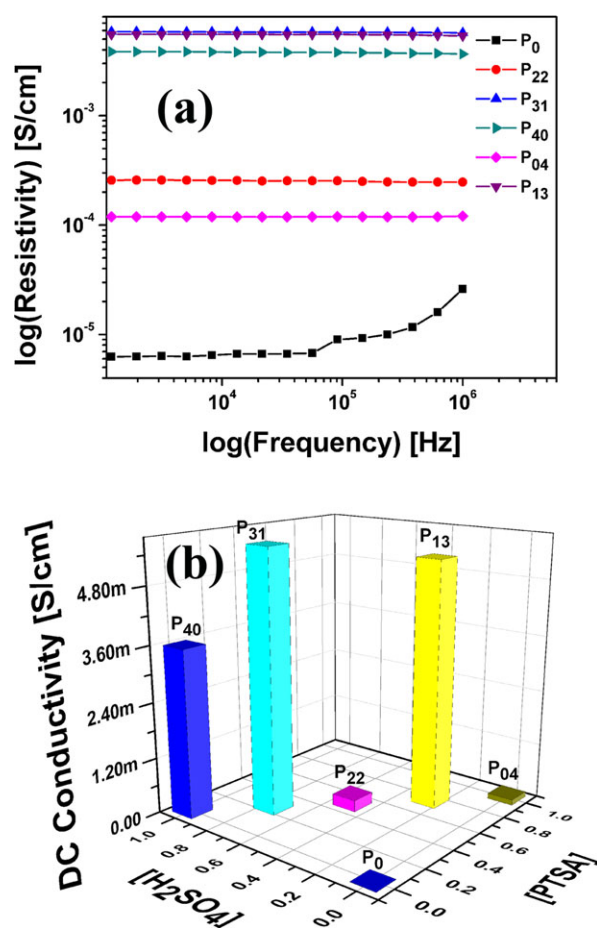 (a)
log(Resistivity) [S/cm]
10⁻³
10⁻⁴
10⁻⁵
P₀
P₂₂
P₃₁
P₄₀
P₀₄
P₁₃
10⁴ 10⁵ 10⁶
log(Frequency) [Hz]
(b)
DC Conductivity [S/cm]
4.80m
3.60m
2.40m
1.20m
0.00
P₃₁
P₁₃
P₄₀
P₂₂
P₀₄
P₀
1.0 0.8 0.6 0.4 0.2 0.0
[H₂SO₄]
0.0 0.2 0.4 0.6 0.8 1.0
[PTSA]